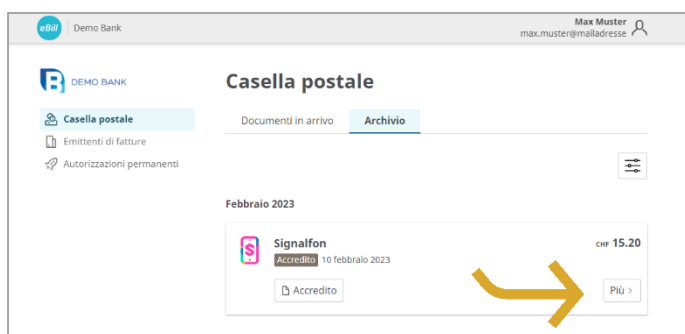 eBill Demo Bank
Max Muster
max.muster@mailadresse
DEMO BANK
Casella postale
Emittenti di fatture
Autorizzazioni permanenti
Casella postale
Documenti in arrivo Archivio
Febbraio 2023
Signalfon CHF 15.20
Accredito 10 febbraio 2023
Accredito Più >